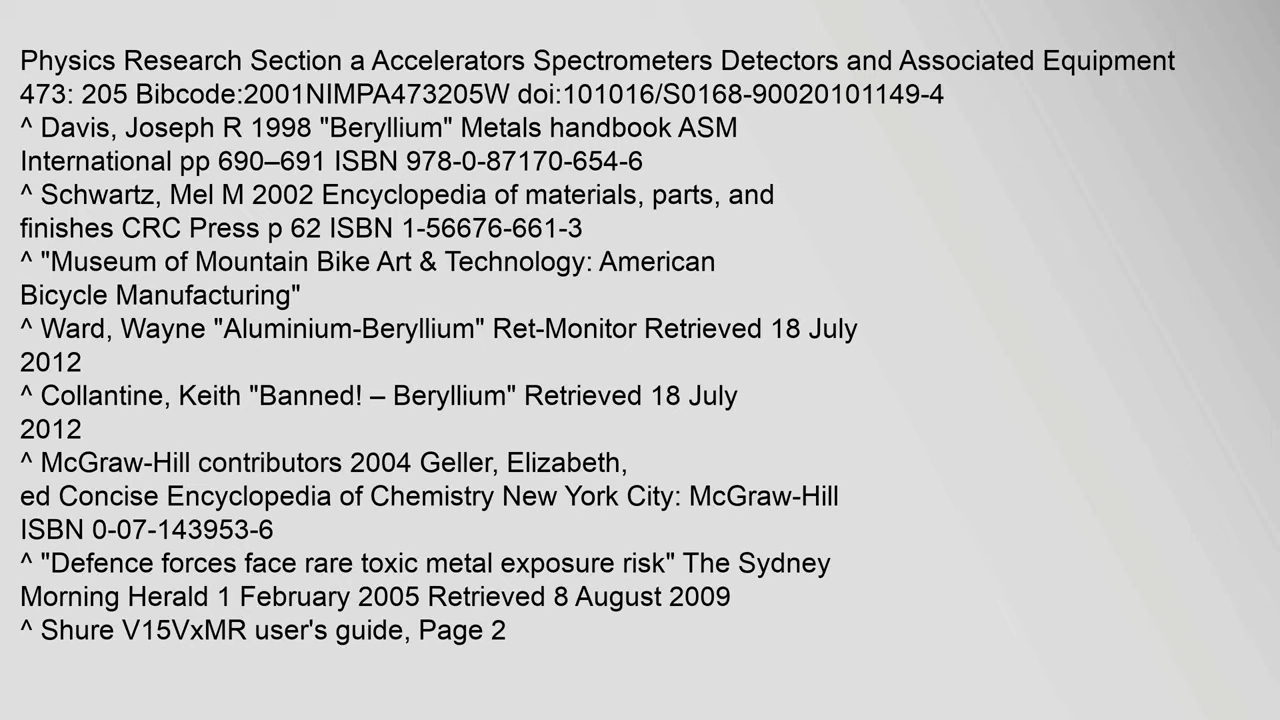 Physics Research Section a Accelerators Spectrometers Detectors and Associated Equipment
473: 205 Bibcode:2001NIMPA473205W doi:101016/S0168-90020101149-4
^ Davis, Joseph R 1998 "Beryllium" Metals handbook ASM
International pp 690–691 ISBN 978-0-87170-654-6
^ Schwartz, Mel M 2002 Encyclopedia of materials, parts, and
finishes CRC Press p 62 ISBN 1-56676-661-3
^ "Museum of Mountain Bike Art & Technology: American
Bicycle Manufacturing"
^ Ward, Wayne "Aluminium-Beryllium" Ret-Monitor Retrieved 18 July
2012
^ Collantine, Keith "Banned! – Beryllium" Retrieved 18 July
2012
^ McGraw-Hill contributors 2004 Geller, Elizabeth,
ed Concise Encyclopedia of Chemistry New York City: McGraw-Hill
ISBN 0-07-143953-6
^ "Defence forces face rare toxic metal exposure risk" The Sydney
Morning Herald 1 February 2005 Retrieved 8 August 2009
^ Shure V15VxMR user's guide, Page 2